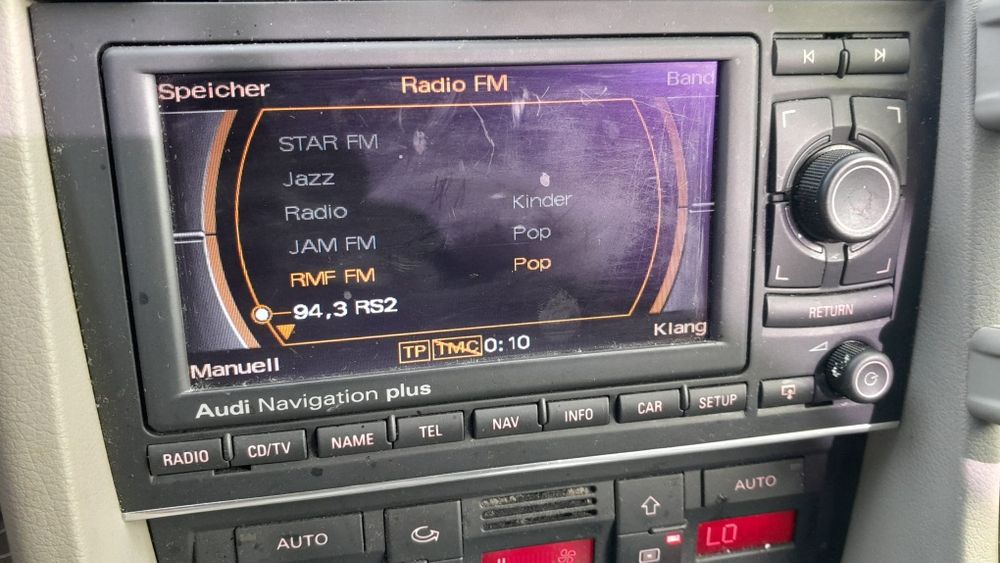 Speicher Radio FM Band
STAR FM
Jazz
Radio Kinder
JAM FM Pop
RMF FM Pop
94,3 RS2
Manuell TP TMC 0:10 Klang
Audi Navigation plus
RETURN
RADIO CD/TV NAME TEL NAV INFO CAR SETUP
AUTO AUTO
LO